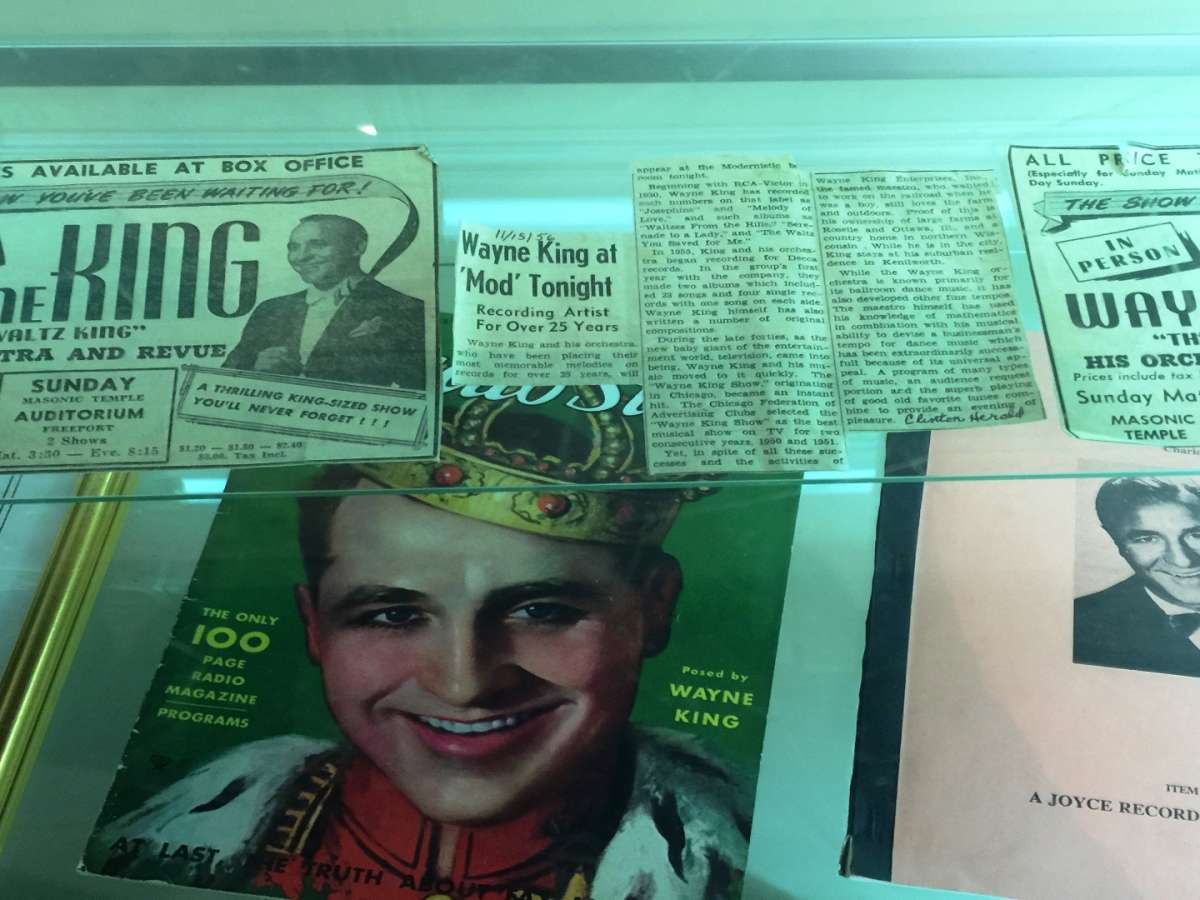 S AVAILABLE AT BOX OFFICE
YOU'VE BEEN WAITING FOR!
KING
WALTZ KING"
TRA AND REVUE
SUNDAY
MASONIC TEMPLE
AUDITORIUM
FREEPORT
2 Shows
at. 3:30 — Eve. 8:15
A THRILLING KING-SIZED SHOW
YOU'LL NEVER FORGET ! ! !
$1.20 — $1.80 — $2.40
Tax Incl.
11/15/56
Wayne King at
'Mod' Tonight
Recording Artist
For Over 25 Years
Wayne King and his orchestra,
who have been placing their
most memorable melodies on
records for over 25 years, will
appear at the Modernistic b
room tonight.
Beginning with RCA-Victor in
1930, Wayne King has recorded
such numbers on that label as
"Josephine" and "Melody of
Love," and such albums as
"Waltzes From the Hills," "Sere-
nade to a Lady," and "The Waltz
You Saved for Me."
In 1955, King and his orches-
tra began recording for Decca
records. In the group's first
year with the company, they
made two albums which includ-
ed 23 songs and four single rec-
ords with one song on each side.
Wayne King himself has also
written a number of original
compositions.
During the late forties, as the
new baby giant of the entertain-
ment world, television, came into
being, Wayne King and his mu-
sic moved to it quickly. The
"Wayne King Show," originating
in Chicago, became an instant
hit. The Chicago Federation of
Advertising Clubs selected the
"Wayne King Show" as the best
musical show on TV for two
consecutive years, 1950 and 1951.
Yet, in spite of all these suc-
cesses and the activities of
Wayne King Enterprises, Inc.,
the famed maestro, who wanted
to work on the railroad when he
was a boy, still loves the farm
and outdoors. Proof of this is
his ownership of large farms at
Roselle and Ottawa, Ill., and a
country home in northern Wis-
consin. While he is in the city,
King stays at his suburban resi-
dence in Kenilworth.
While the Wayne King or-
chestra is known primarily for
its ballroom dance music, it has
also developed other fine tempos.
The maestro himself has used
his knowledge of mathematics
in combination with his musical
ability to devise a businessman's
tempo for dance music which
has been extraordinarily success-
full because of its universal ap-
peal. A program of many types
of music, an audience request
portion and the superb playing
of good old favorite tunes com-
bine to provide an evening of
pleasure. Clinton Herald
ALL PRICE
(Especially for Sunday Mati
Day Sunday.
THE SHOW
IN
PERSON
WAY
"TH
HIS ORC
Prices include tax
Sunday Mat
MASONIC
TEMPLE
THE ONLY
100
PAGE
RADIO
MAGAZINE
PROGRAMS
Posed by
WAYNE
KING
AT LAST THE TRUTH ABOUT
ITEM
A JOYCE RECORD